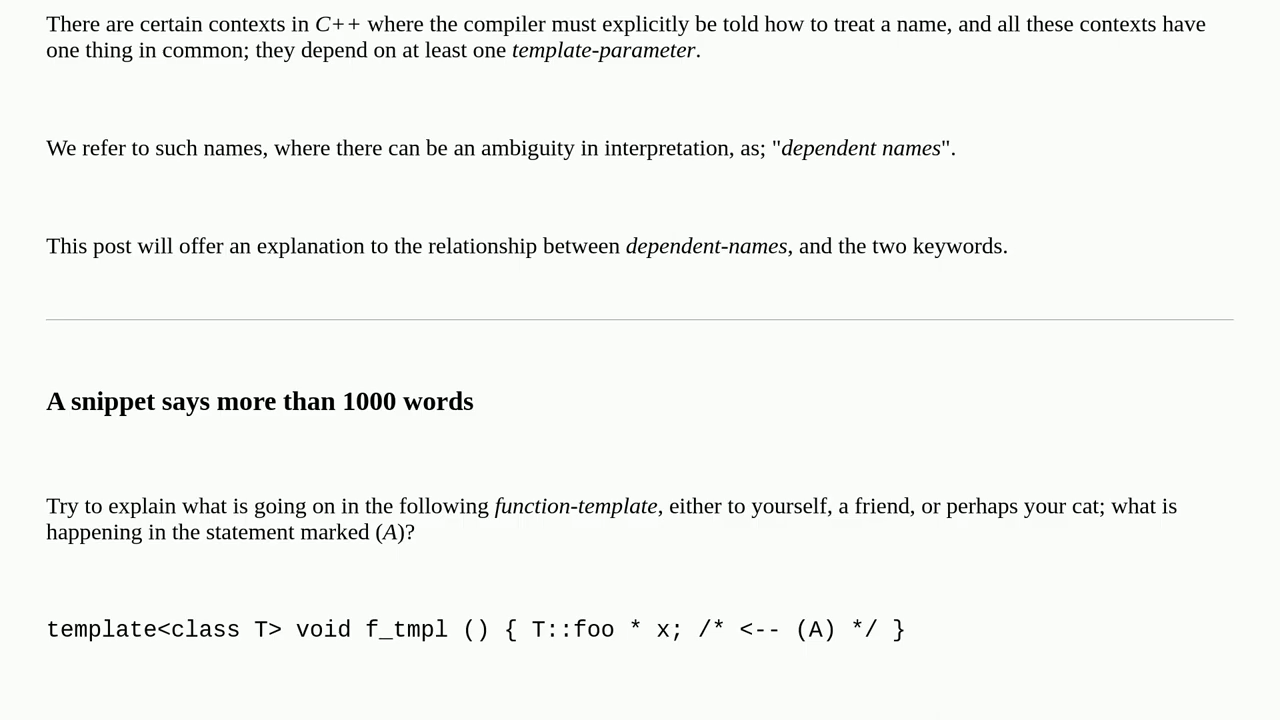 There are certain contexts in C++ where the compiler must explicitly be told how to treat a name, and all these contexts have
one thing in common; they depend on at least one template-parameter.
We refer to such names, where there can be an ambiguity in interpretation, as; "dependent names".
This post will offer an explanation to the relationship between dependent-names, and the two keywords.
A snippet says more than 1000 words
Try to explain what is going on in the following function-template, either to yourself, a friend, or perhaps your cat; what is
happening in the statement marked (A)?
template<class T> void f_tmpl () { T::foo * x; /* <-- (A) */ }